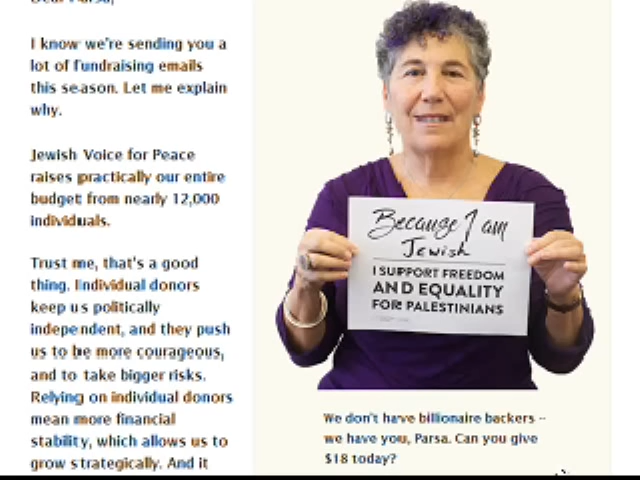 Dear Parsa,
I know we're sending you a
lot of fundraising emails
this season. Let me explain
why.
Jewish Voice for Peace
raises practically our entire
budget from nearly 12,000
individuals.
Trust me, that's a good
thing. Individual donors
keep us politically
independent, and they push
us to be more courageous,
and to take bigger risks.
Relying on individual donors
mean more financial
stability, which allows us to
grow strategically. And it
Because I am
Jewish
I SUPPORT FREEDOM
AND EQUALITY
FOR PALESTINIANS
We don't have billionaire backers --
we have you, Parsa. Can you give
$18 today?